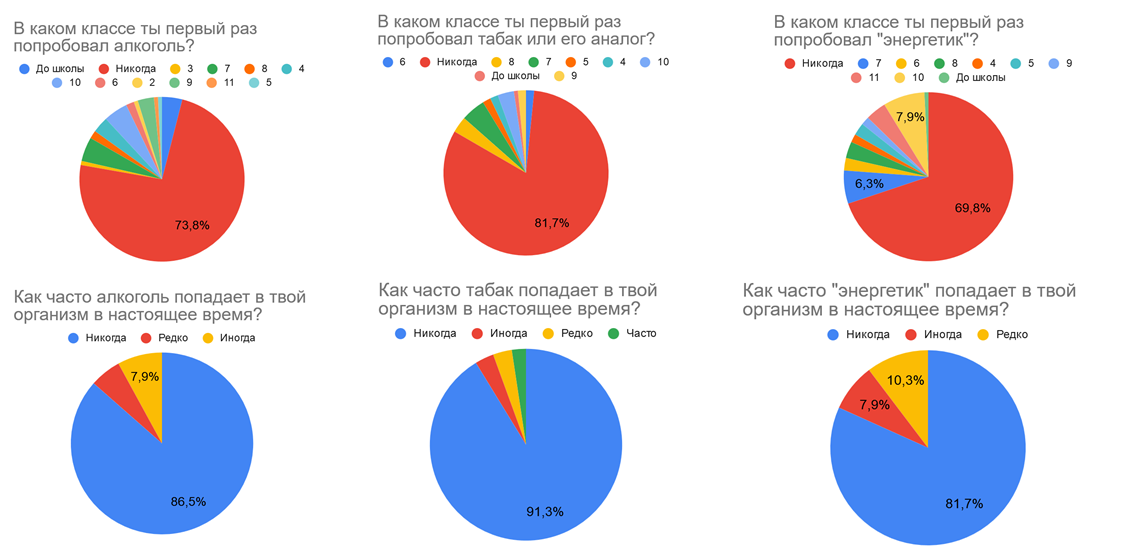 В каком классе ты первый раз
попробовал алкоголь?
До школы Никогда 3 7 8 4
10 6 2 9 11 5
73,8%
В каком классе ты первый раз
попробовал табак или его аналог?
6 Никогда 8 7 5 4 10
До школы 9
81,7%
В каком классе ты первый раз
попробовал "энергетик"?
Никогда 7 6 8 4 5 9
11 10 До школы
7,9%
6,3%
69,8%
Как часто алкоголь попадает в твой
организм в настоящее время?
Никогда Редко Иногда
7,9%
86,5%
Как часто табак попадает в твой
организм в настоящее время?
Никогда Иногда Редко Часто
91,3%
Как часто "энергетик" попадает в твой
организм в настоящее время?
Никогда Иногда Редко
10,3%
7,9%
81,7%